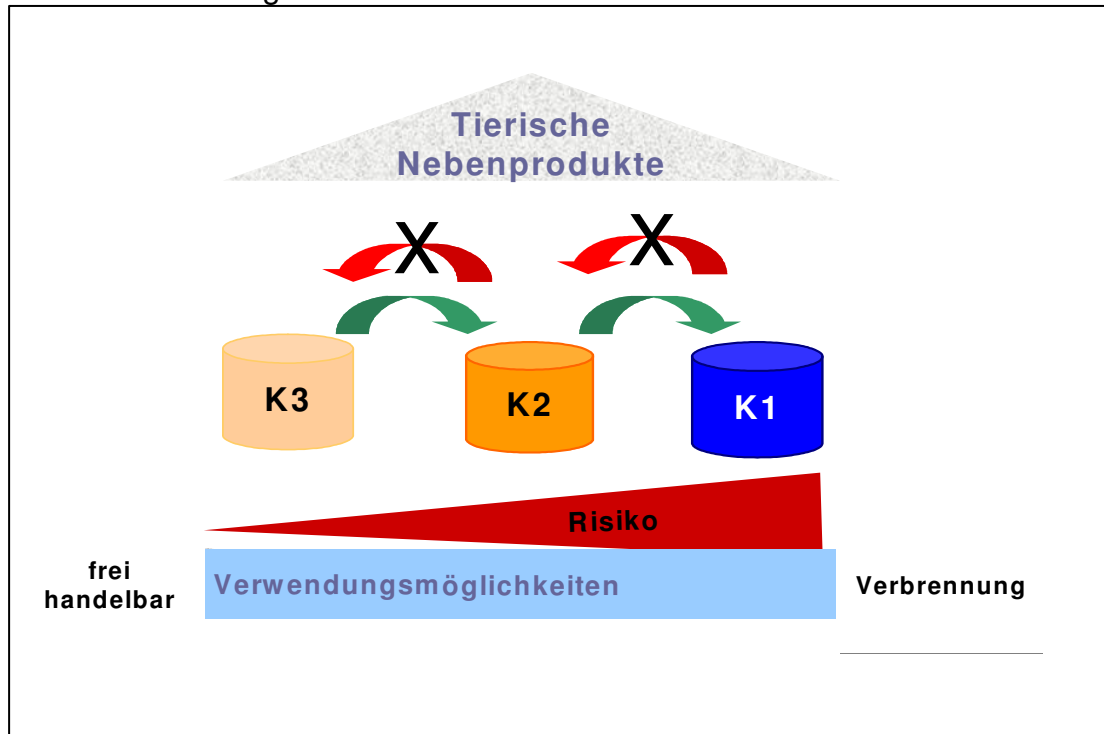 Tierische
Nebenprodukte
X
X
K3
K2
K1
Risiko
frei
handelbar
Verwendungsmöglichkeiten
Verbrennung